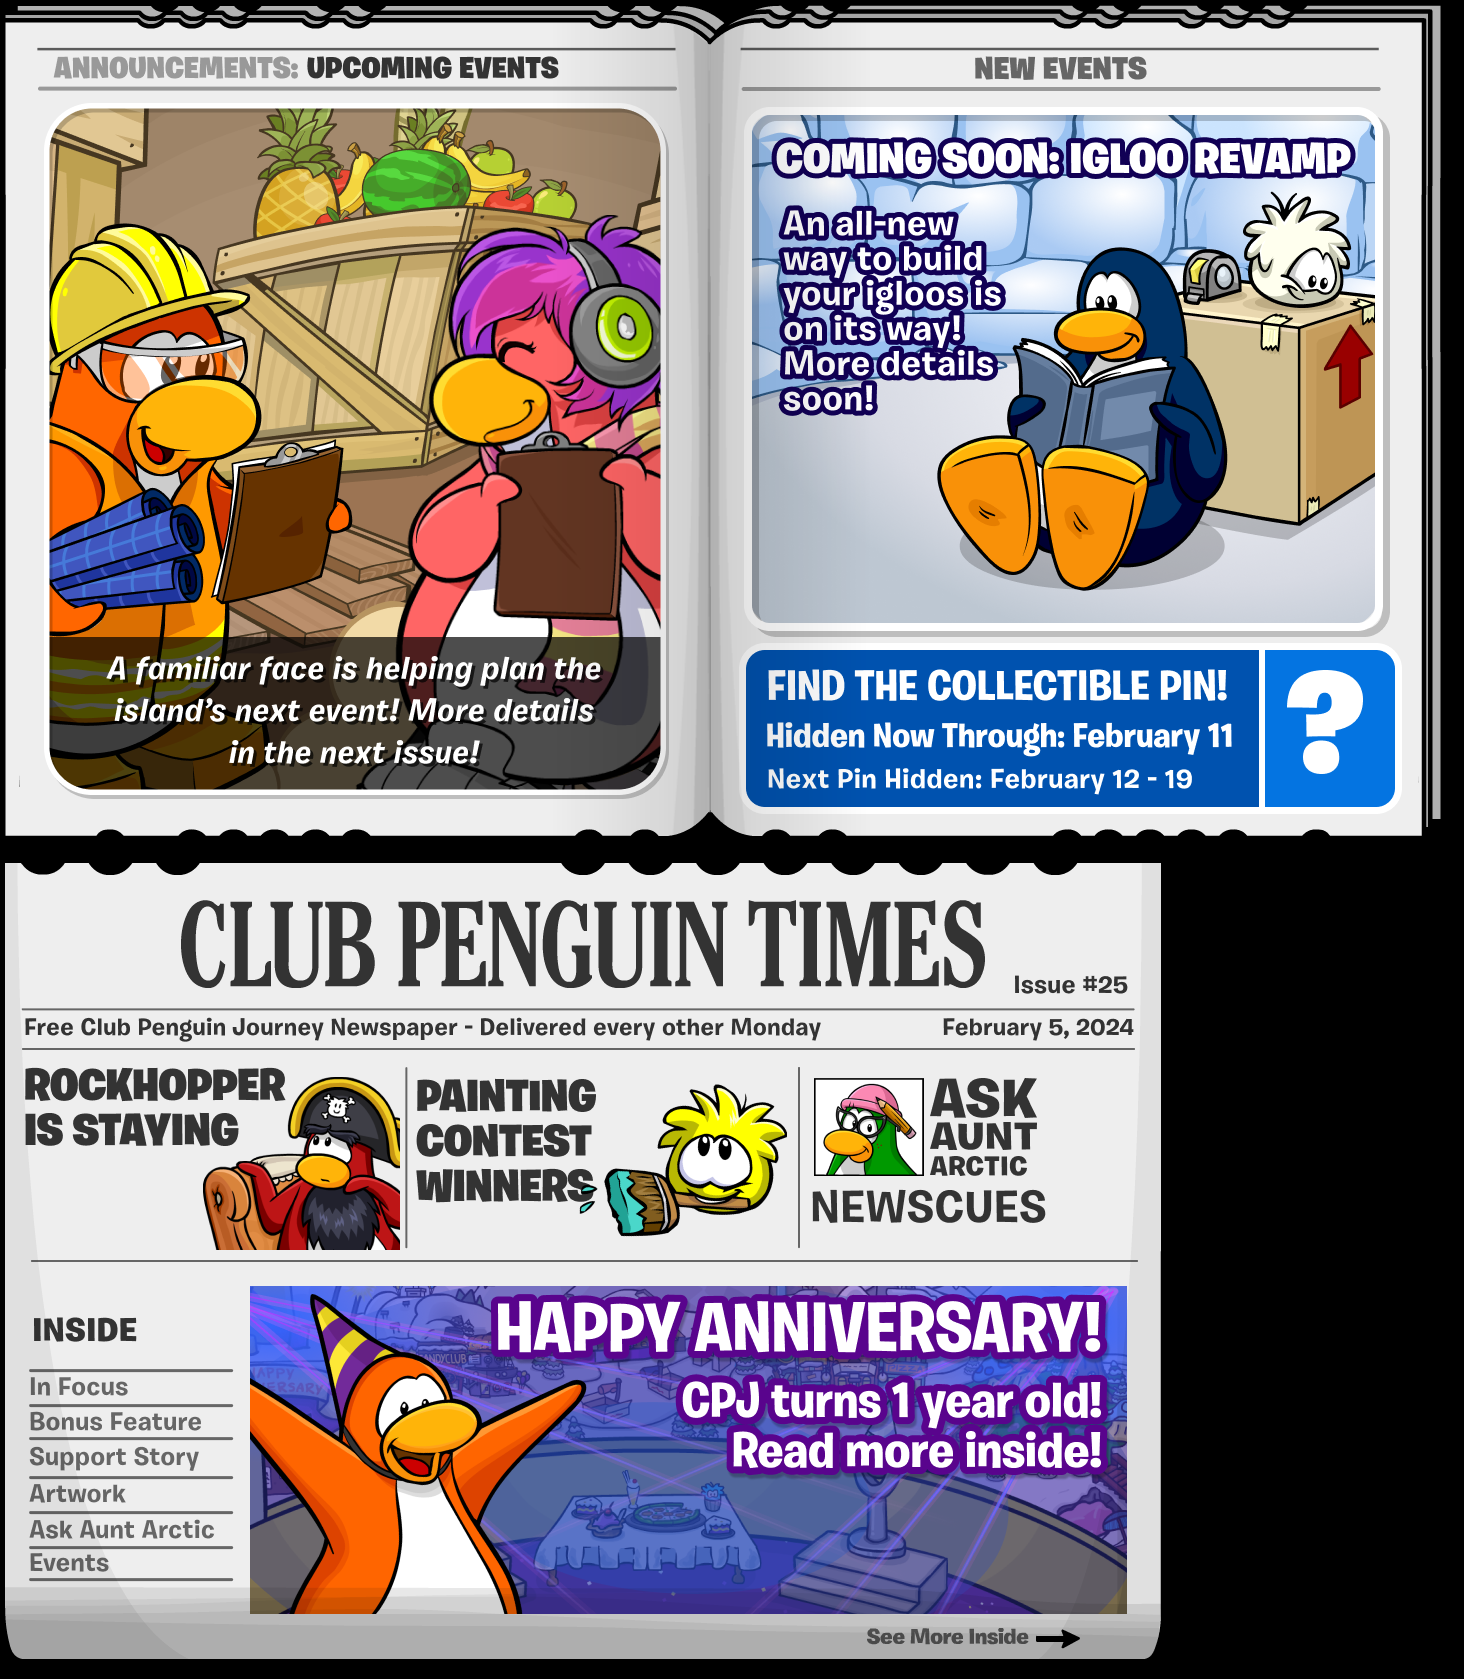 ANNOUNCEMENTS: UPCOMING EVENTS
A familiar face is helping plan the
island's next event! More details
in the next issue!
NEW EVENTS
COMING SOON: IGLOO REVAMP
An all-new
way to build
your igloos is
on its way!
More details
soon!
FIND THE COLLECTIBLE PIN!
Hidden Now Through: February 11
Next Pin Hidden: February 12 - 19
?
CLUB PENGUIN TIMES
Issue #25
Free Club Penguin Journey Newspaper - Delivered every other Monday
February 5, 2024
ROCKHOPPER
IS STAYING
PAINTING
CONTEST
WINNERS
ASK
AUNT
ARCTIC
NEWSCUES
INSIDE
In Focus
Bonus Feature
Support Story
Artwork
Ask Aunt Arctic
Events
HAPPY ANNIVERSARY!
CPJ turns 1 year old!
Read more inside!
See More Inside